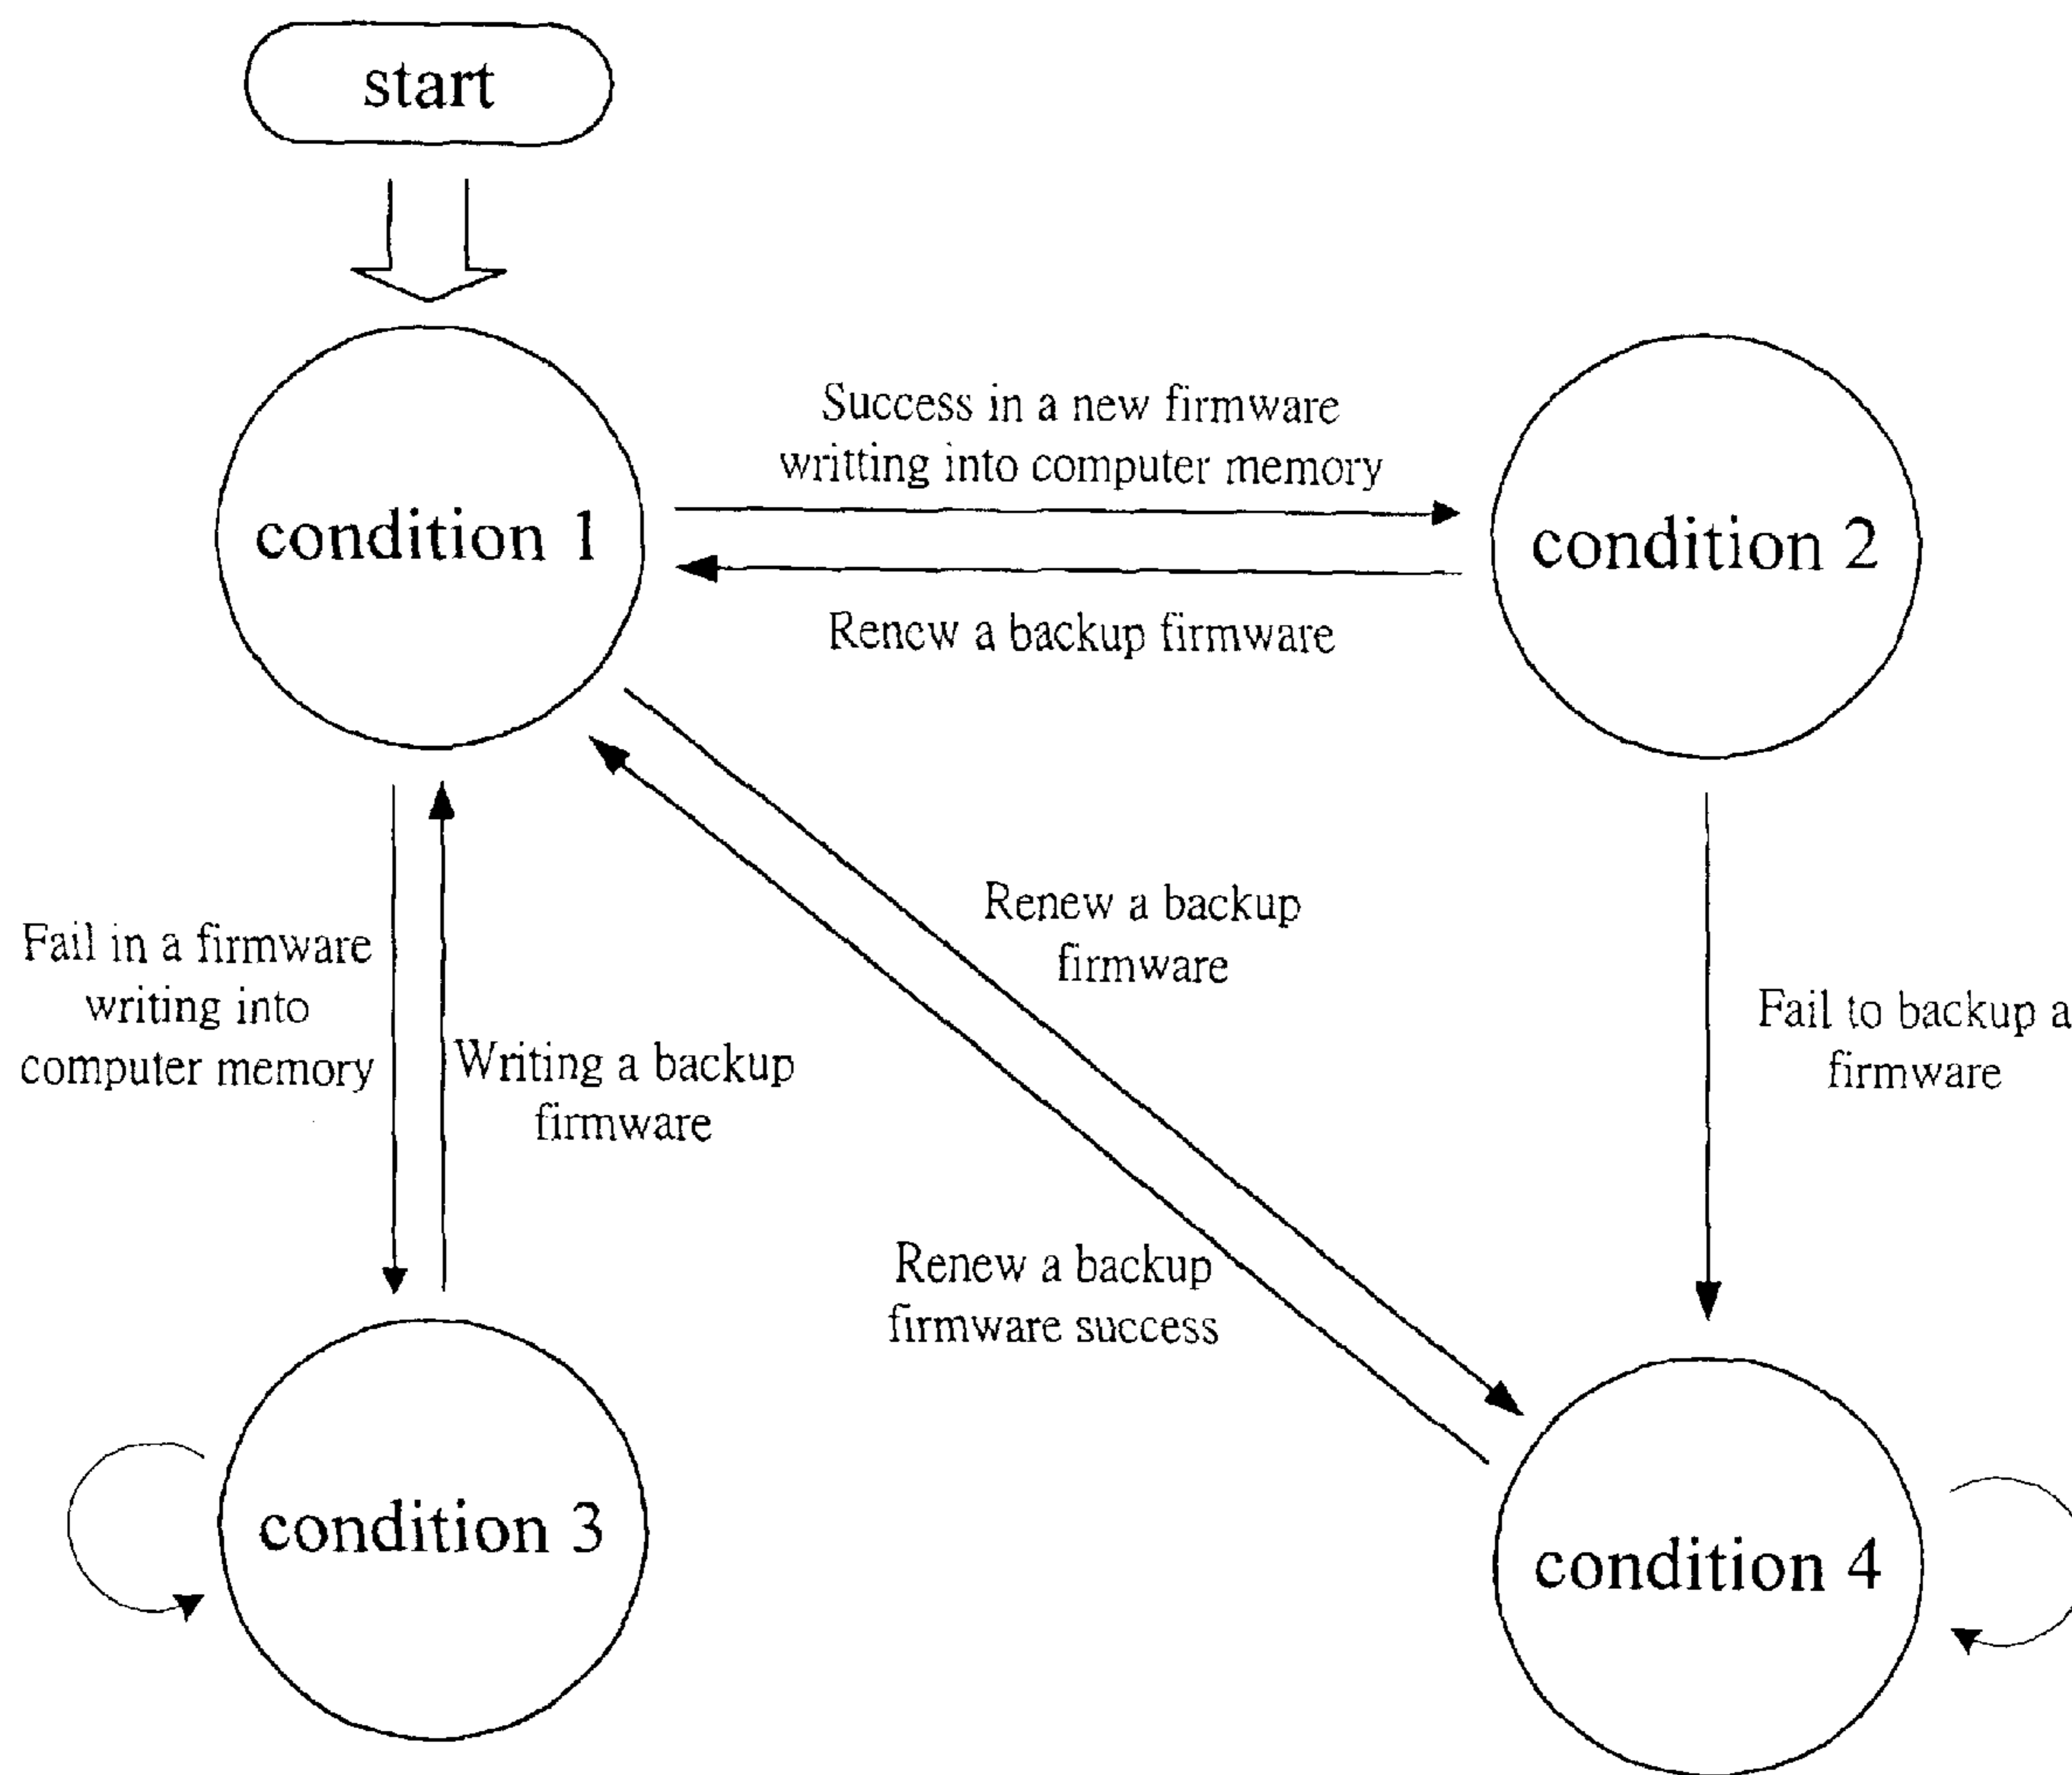 start
Success in a new firmware
writting into computer memory
condition 1
condition 2
Renew a backup firmware
Renew a backup
firmware
Fail in a firmware
writing into
computer memory
Writing a backup
firmware
Fail to backup a
firmware
Renew a backup
firmware success
condition 3
condition 4